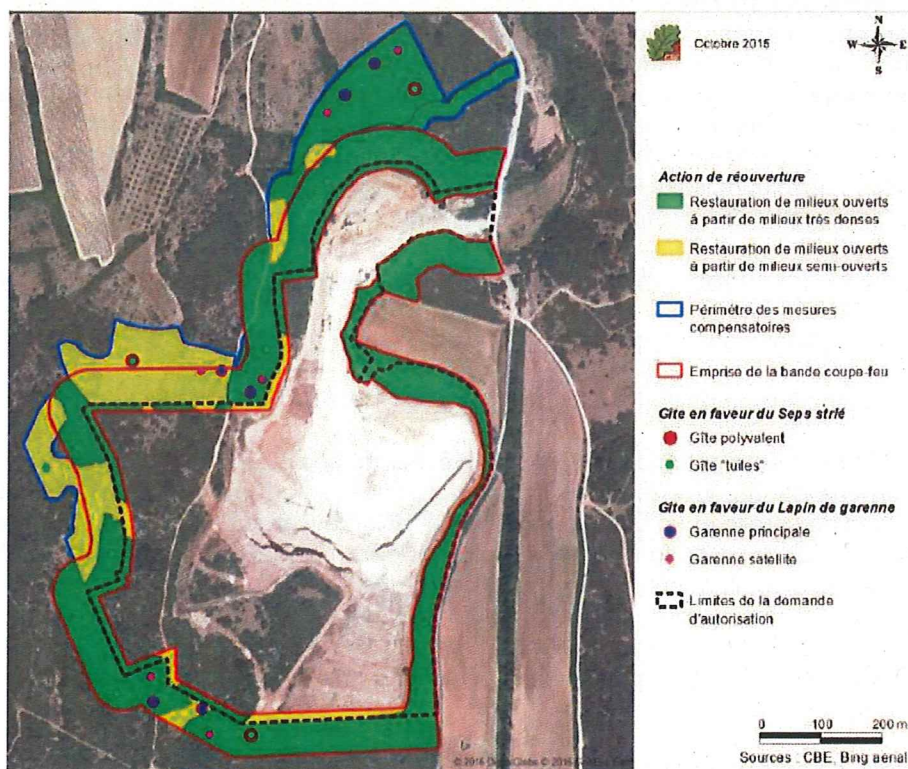 Octobre 2015
N
W E
S
Action de réouverture
Restauration de milieux ouverts
à partir de milieux très denses
Restauration de milieux ouverts
à partir de milieux semi-ouverts
Périmètre des mesures
compensatoires
Emprise de la bande coupe-feu
Gîte en faveur du Seps strié
Gîte polyvalent
Gîte "tuiles"
Gîte en faveur du Lapin de garenne
Garenne principale
Garenne satellite
Limites de la demande
d'autorisation
0 100 200 m
Sources : CBE, Bing aérial
© 2016